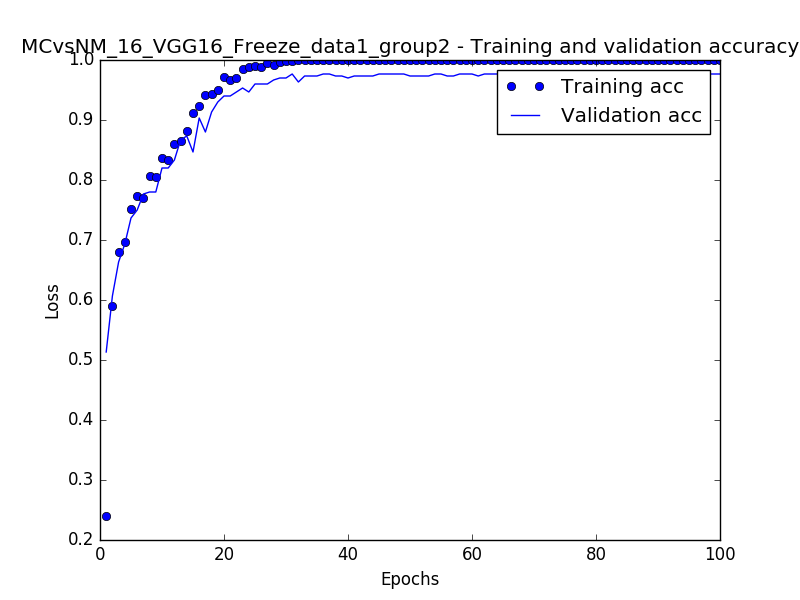 MCvsNM_16_VGG16_Freeze_data1_group2 - Training and validation accuracy
1.0
0.9
0.8
0.7
0.6
0.5
0.4
0.3
0.2
Loss
Training acc
Validation acc
0 20 40 60 80 100
Epochs